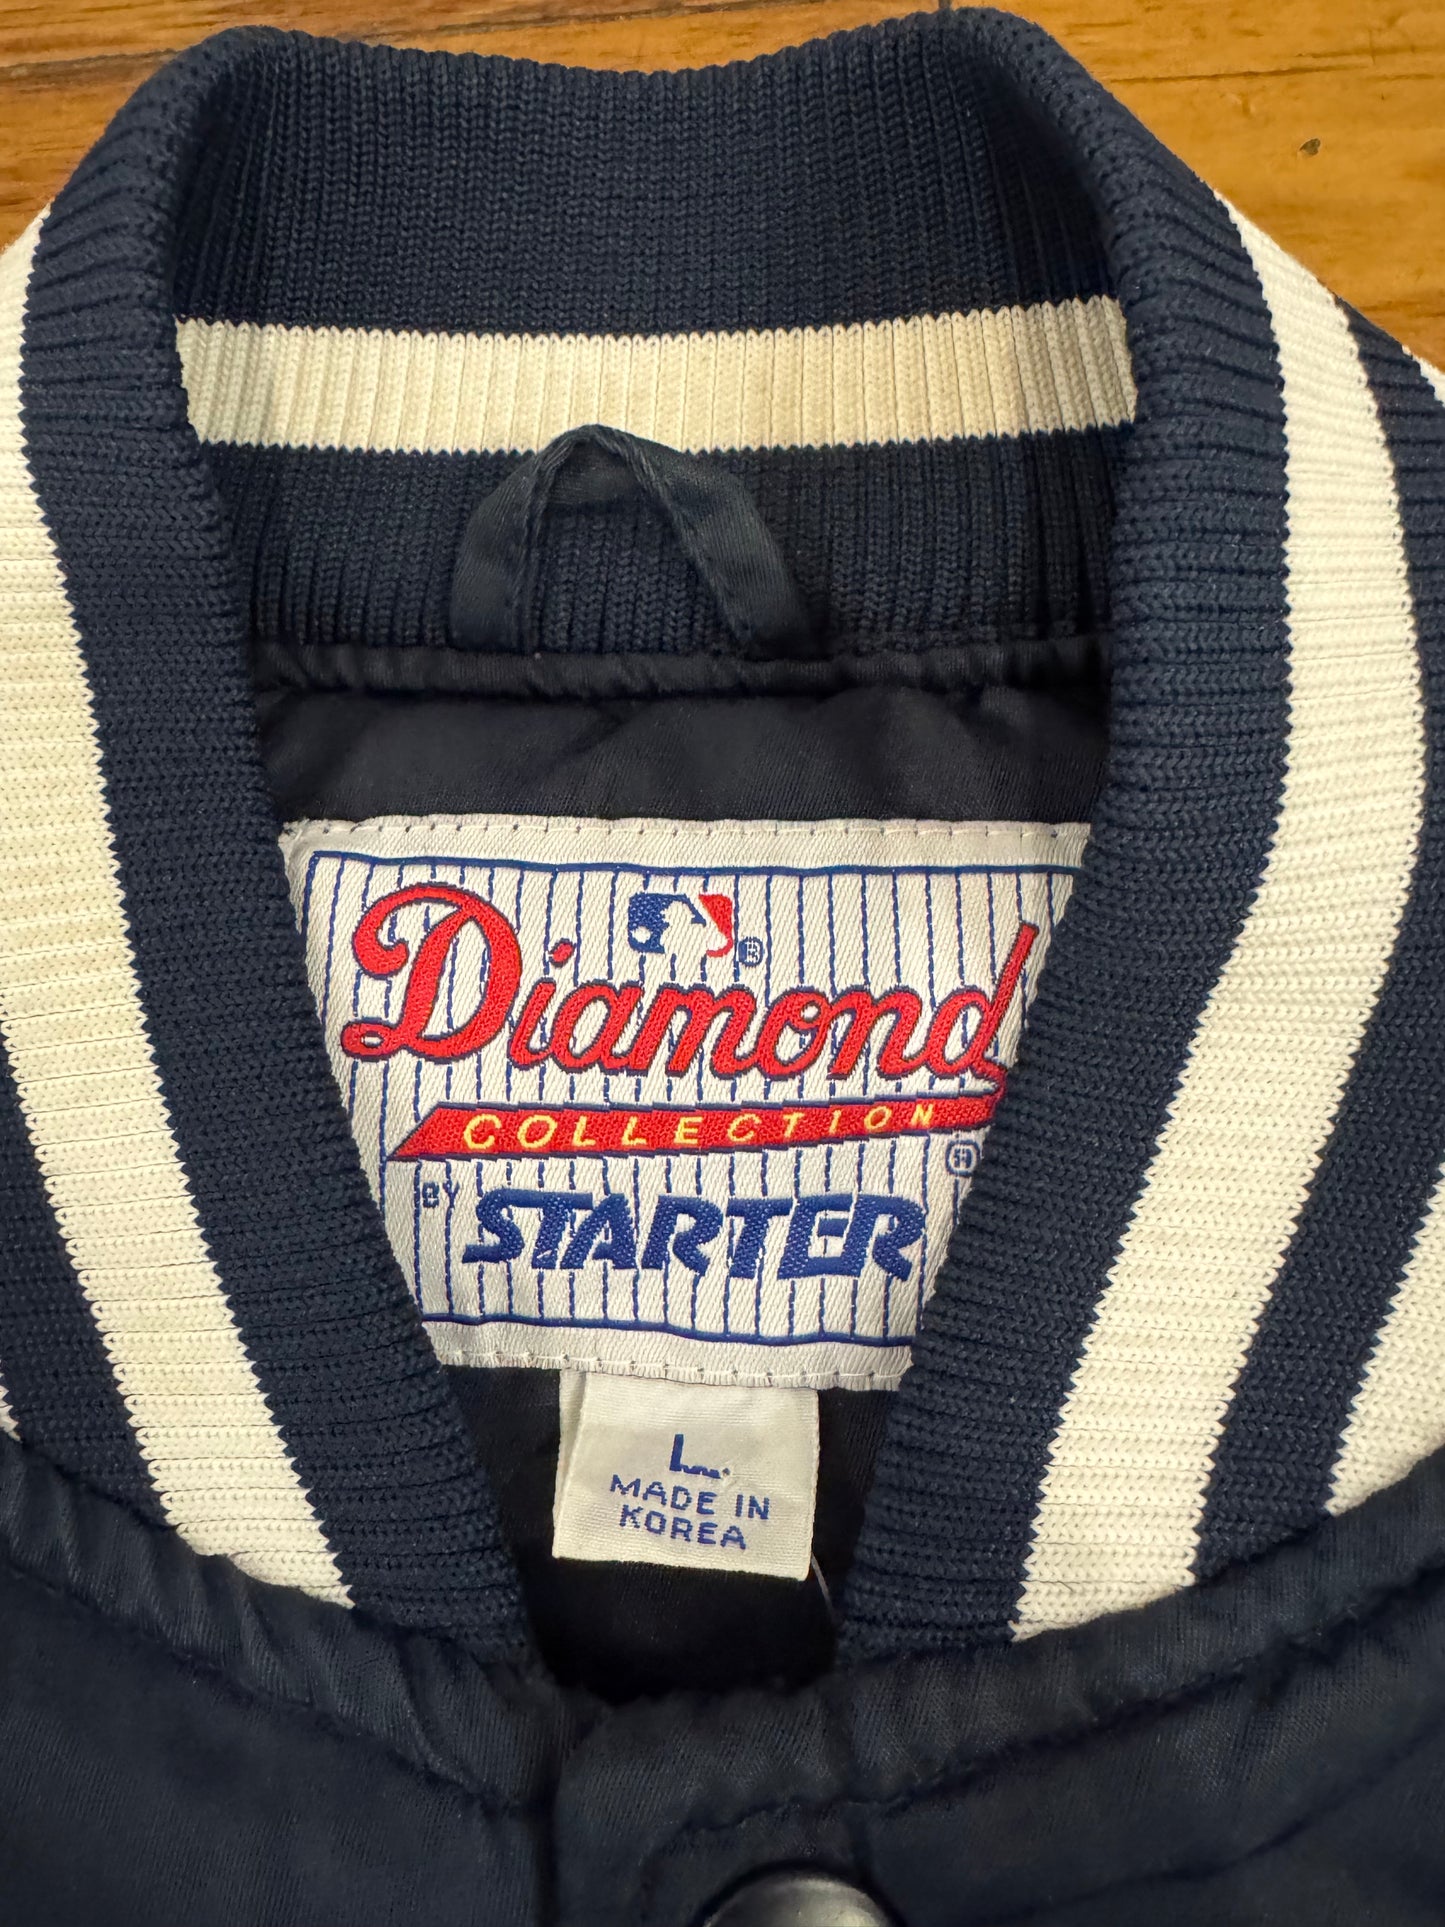 ®
Diamond
COLLECTION
®
BY STARTER
L
MADE IN
KOREA